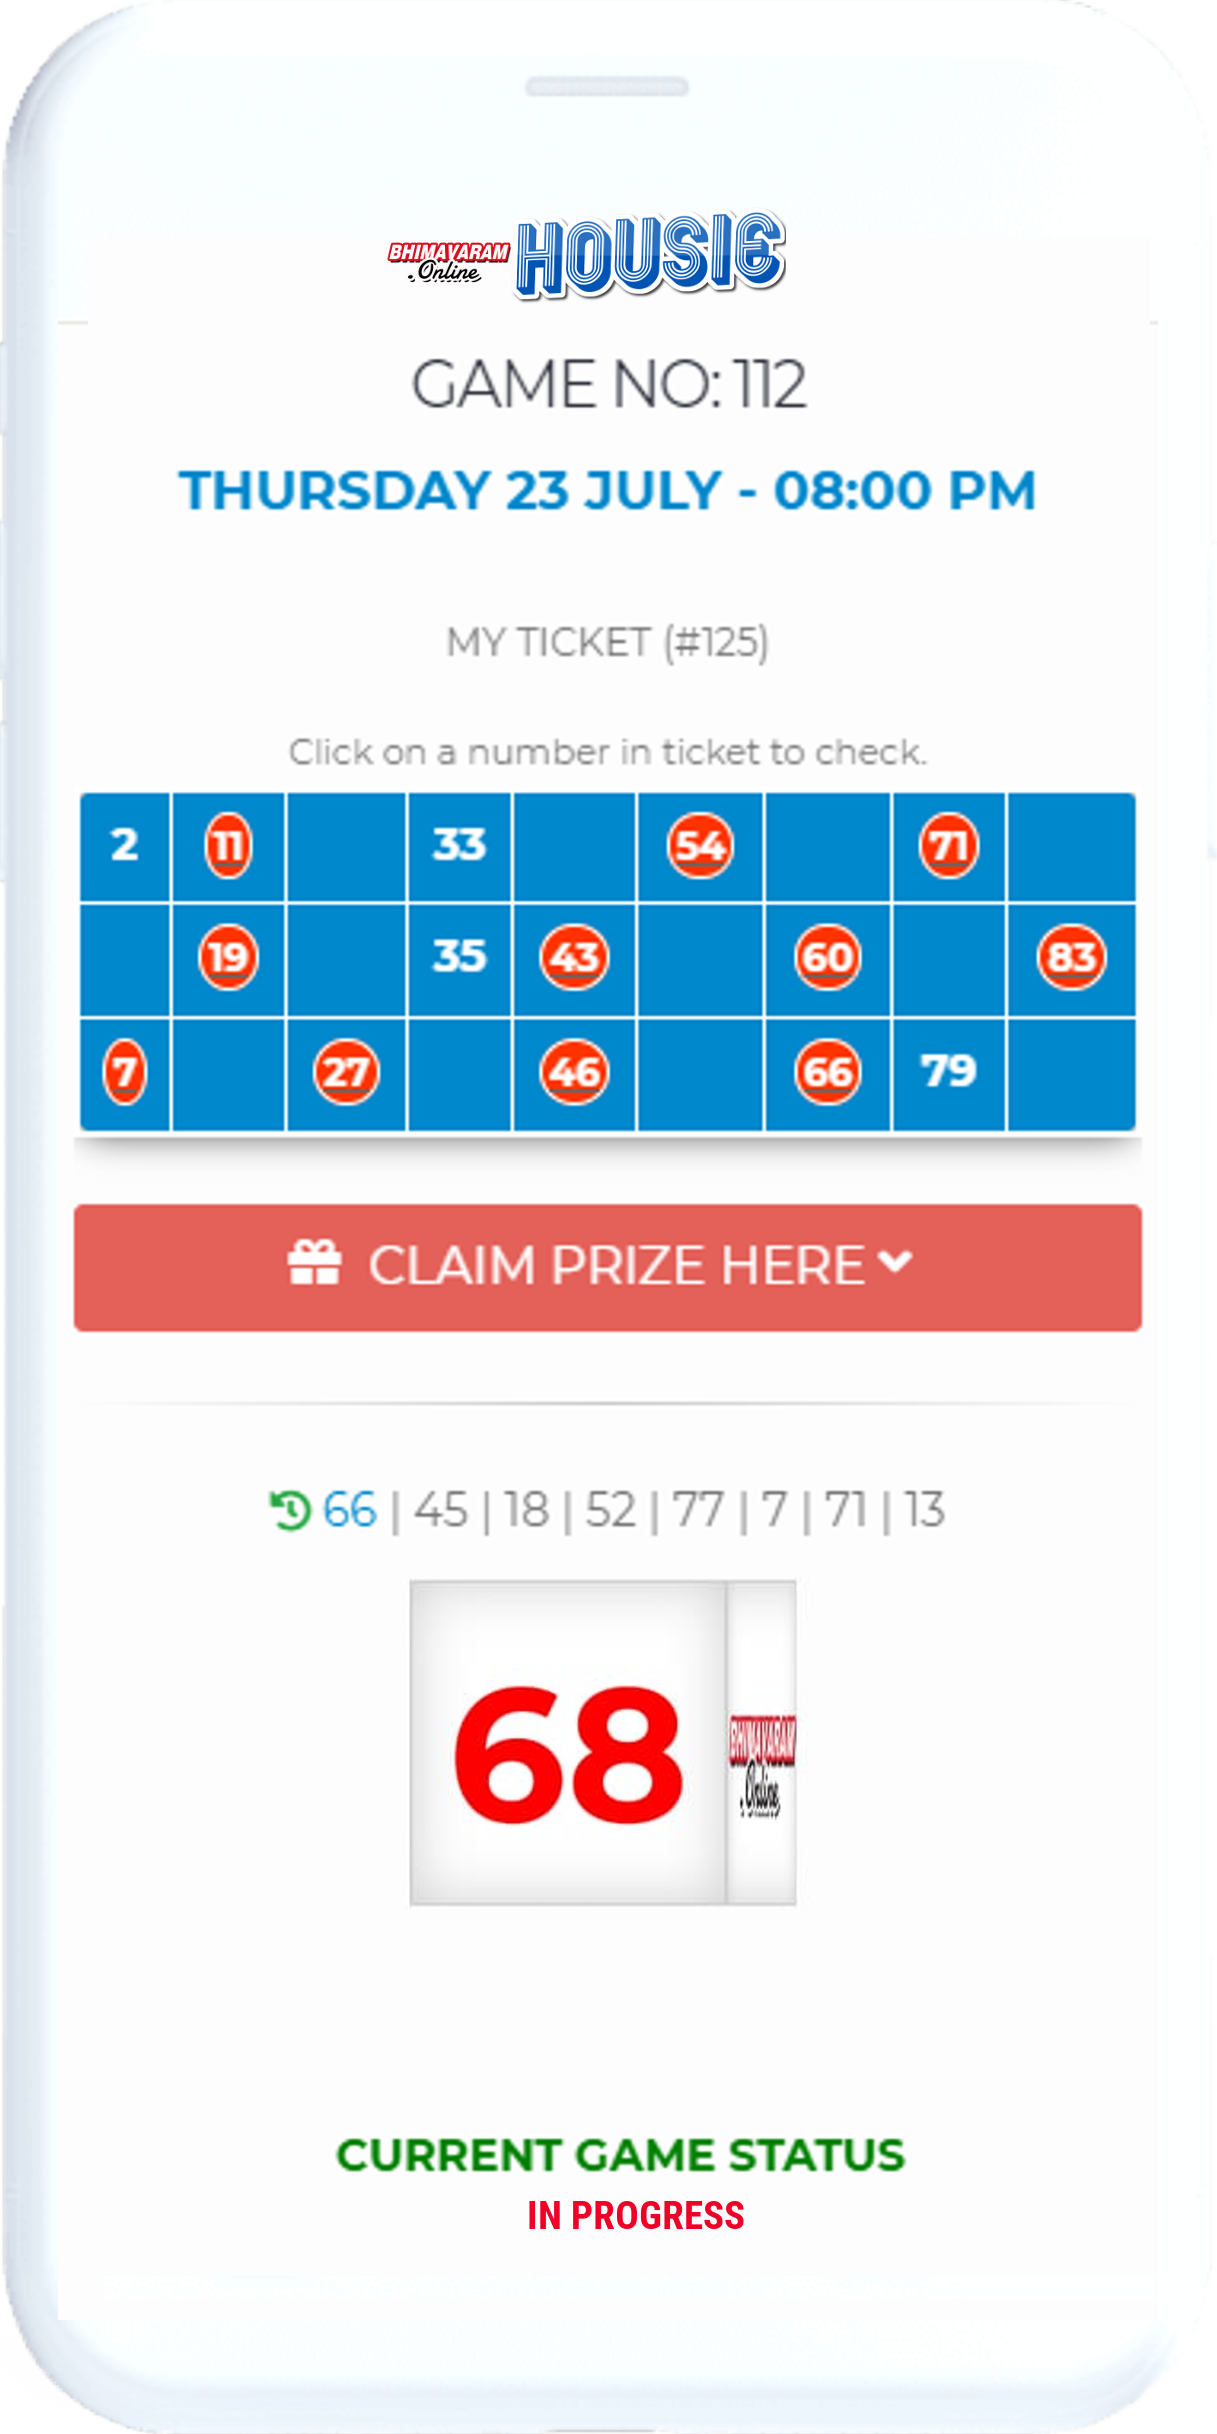 BHIMAVARAM
.Online
HOUSIE
GAME NO: 112
THURSDAY 23 JULY - 08:00 PM
MY TICKET (#125)
Click on a number in ticket to check.
2 11 33 54 71
19 35 43 60 83
7 27 46 66 79
CLAIM PRIZE HERE
66 | 45 | 18 | 52 | 77 | 7 | 71 | 13
68
BHIMAVARAM
.Online
CURRENT GAME STATUS
IN PROGRESS